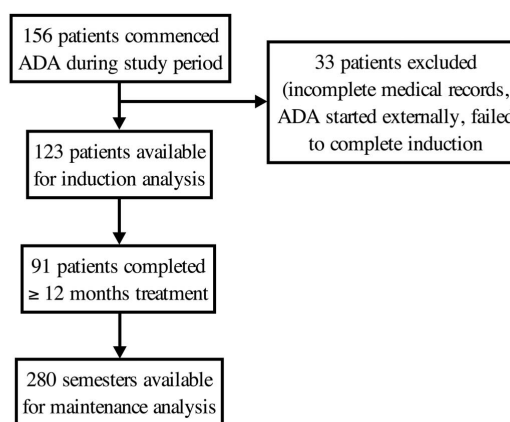 156 patients commenced
ADA during study period
33 patients excluded
(incomplete medical records,
ADA started externally, failed
to complete induction
123 patients available
for induction analysis
91 patients completed
≥ 12 months treatment
280 semesters available
for maintenance analysis